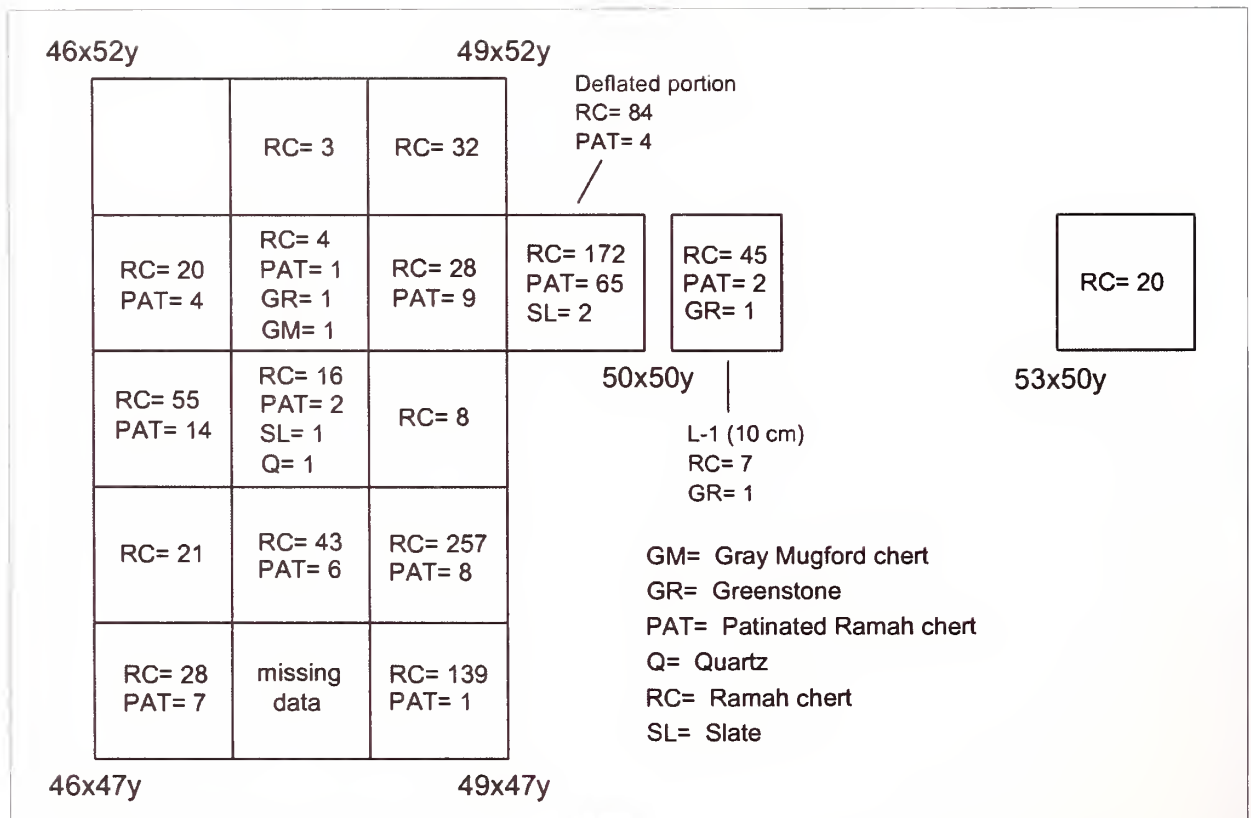 46x52y
49x52y
Deflated portion
RC= 84
PAT= 4
RC= 3
RC= 32
RC= 20
PAT= 4
RC= 4
PAT= 1
GR= 1
GM= 1
RC= 28
PAT= 9
RC= 172
PAT= 65
SL= 2
RC= 45
PAT= 2
GR= 1
RC= 20
50x50y
53x50y
RC= 55
PAT= 14
RC= 16
PAT= 2
SL= 1
Q= 1
RC= 8
L-1 (10 cm)
RC= 7
GR= 1
RC= 21
RC= 43
PAT= 6
RC= 257
PAT= 8
RC= 28
PAT= 7
missing
data
RC= 139
PAT= 1
GM= Gray Mugford chert
GR= Greenstone
PAT= Patinated Ramah chert
Q= Quartz
RC= Ramah chert
SL= Slate
46x47y
49x47y